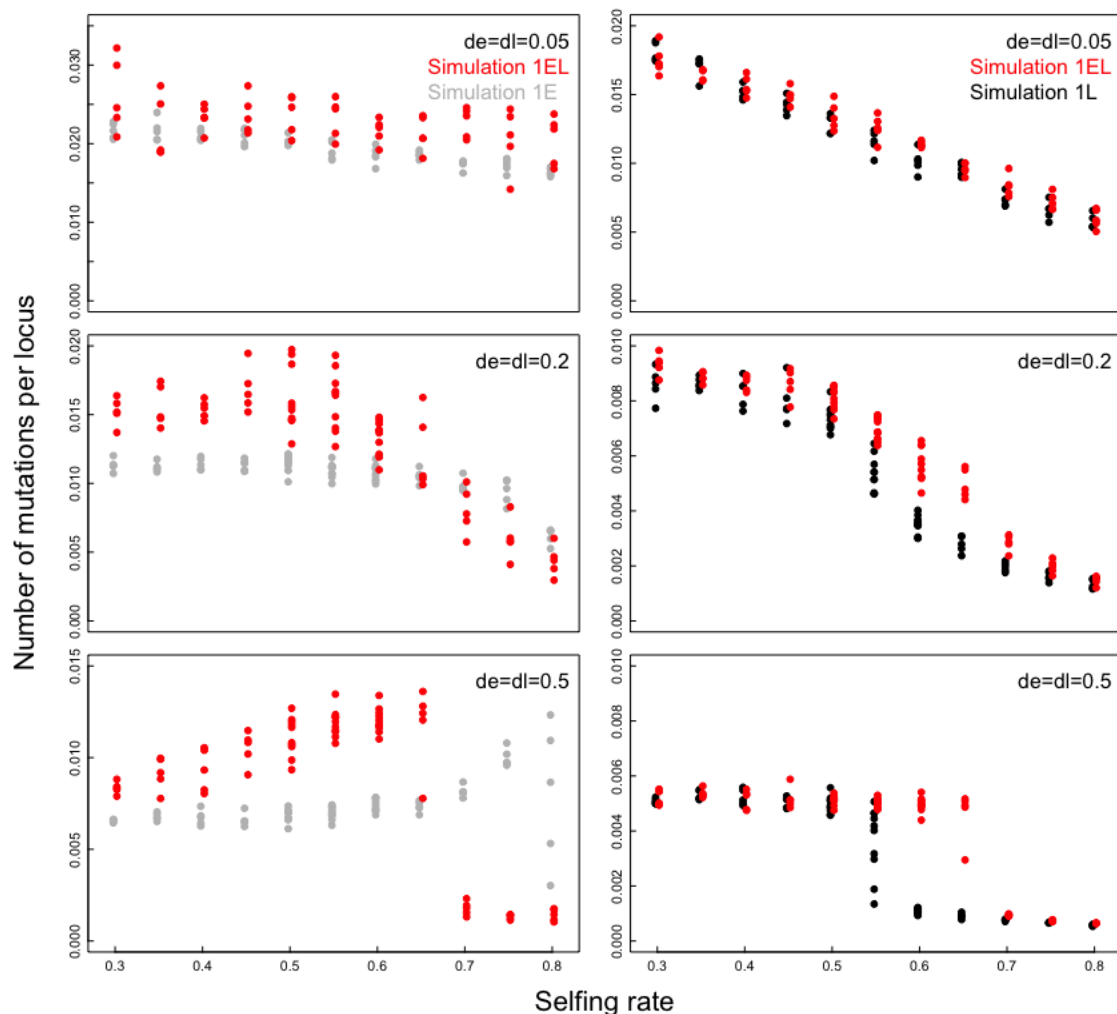 de=dl=0.05
Simulation 1EL
Simulation 1E
0.030
0.020
0.010
0.000
de=dl=0.05
Simulation 1EL
Simulation 1L
0.020
0.015
0.010
0.005
0.000
Number of mutations per locus
de=dl=0.2
0.020
0.015
0.010
0.005
0.000
de=dl=0.2
0.010
0.008
0.006
0.004
0.002
0.000
de=dl=0.5
0.015
0.010
0.005
0.000
de=dl=0.5
0.010
0.008
0.006
0.004
0.002
0.000
0.3 0.4 0.5 0.6 0.7 0.8
0.3 0.4 0.5 0.6 0.7 0.8
Selfing rate